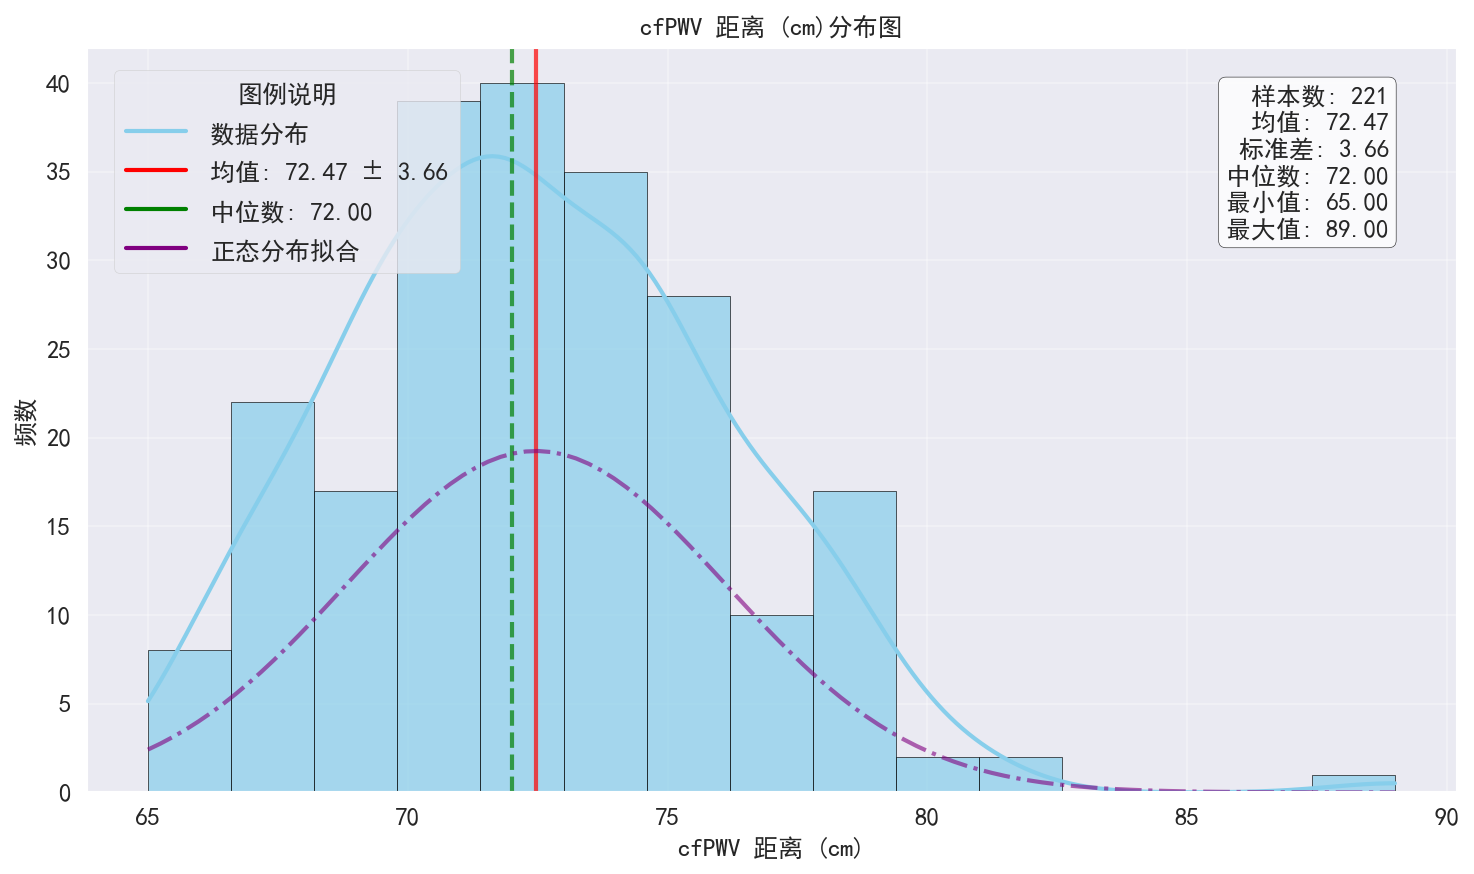 cfPWV 距离 (cm)分布图
图例说明
数据分布
均值: 72.47 ± 3.66
中位数: 72.00
正态分布拟合
样本数: 221
均值: 72.47
标准差: 3.66
中位数: 72.00
最小值: 65.00
最大值: 89.00
频数
40
35
30
25
20
15
10
5
0
65 70 75 80 85 90
cfPWV 距离 (cm)